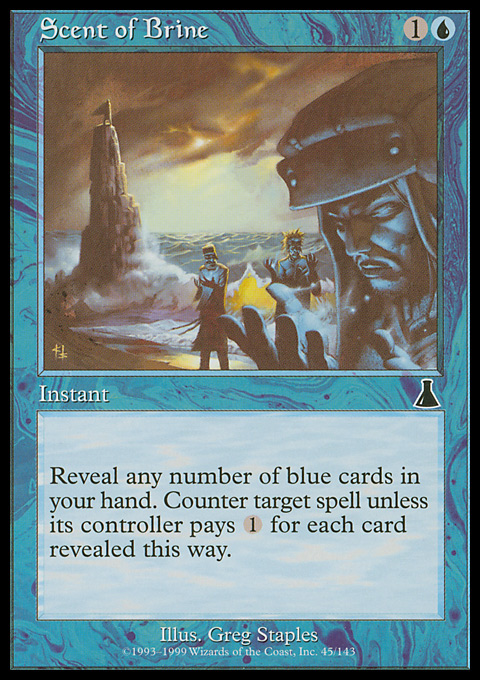 Scent of Brine 1
Instant
Reveal any number of blue cards in
your hand. Counter target spell unless
its controller pays 1 for each card
revealed this way.
Illus. Greg Staples
©1993-1999 Wizards of the Coast, Inc. 45/143